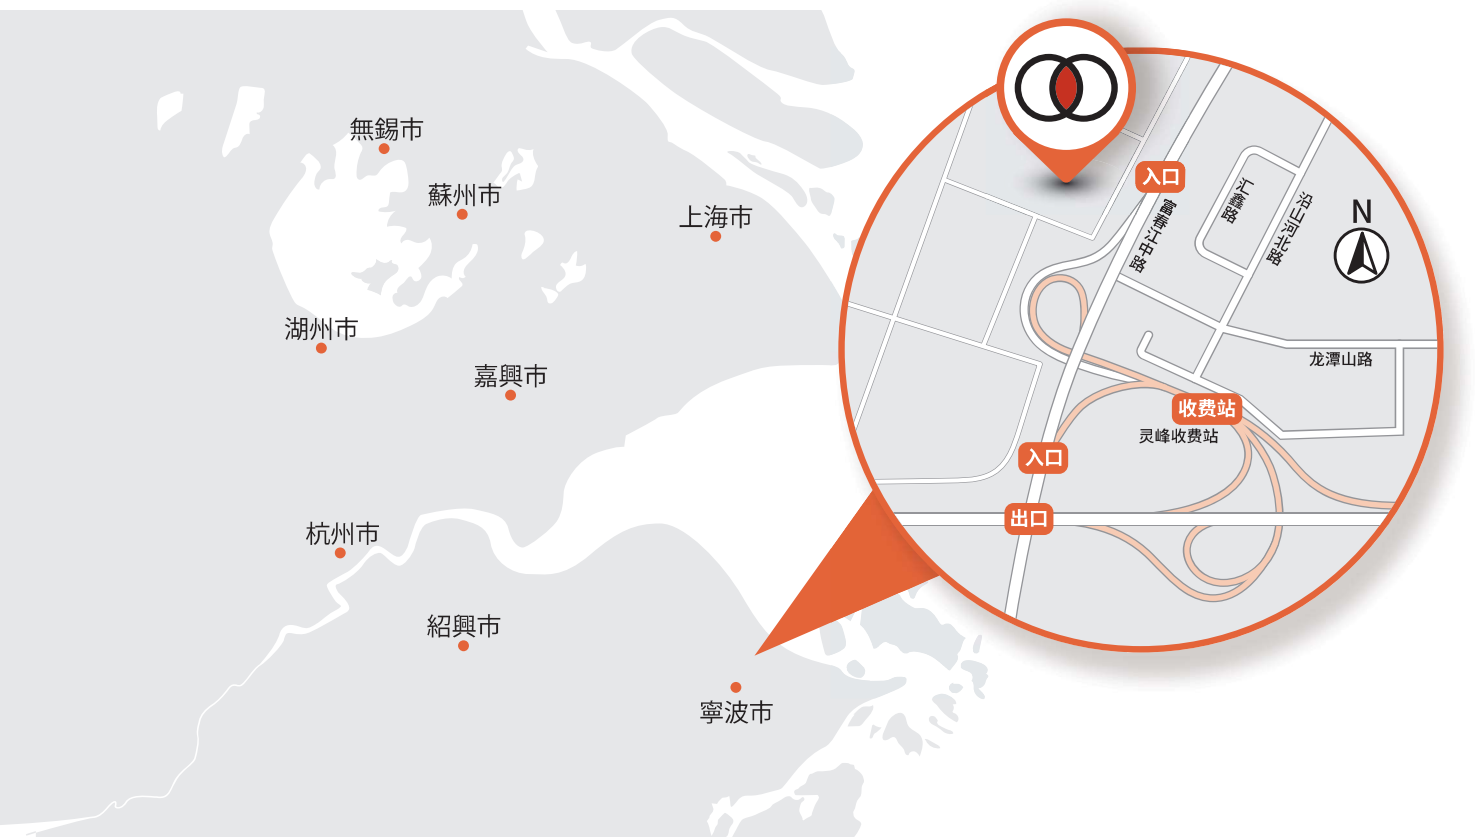 無錫市
蘇州市
上海市
湖州市
嘉興市
杭州市
紹興市
寧波市
入口
富春江中路
汇鑫路
沿山河北路
N
龙潭山路
收费站
灵峰收费站
入口
出口